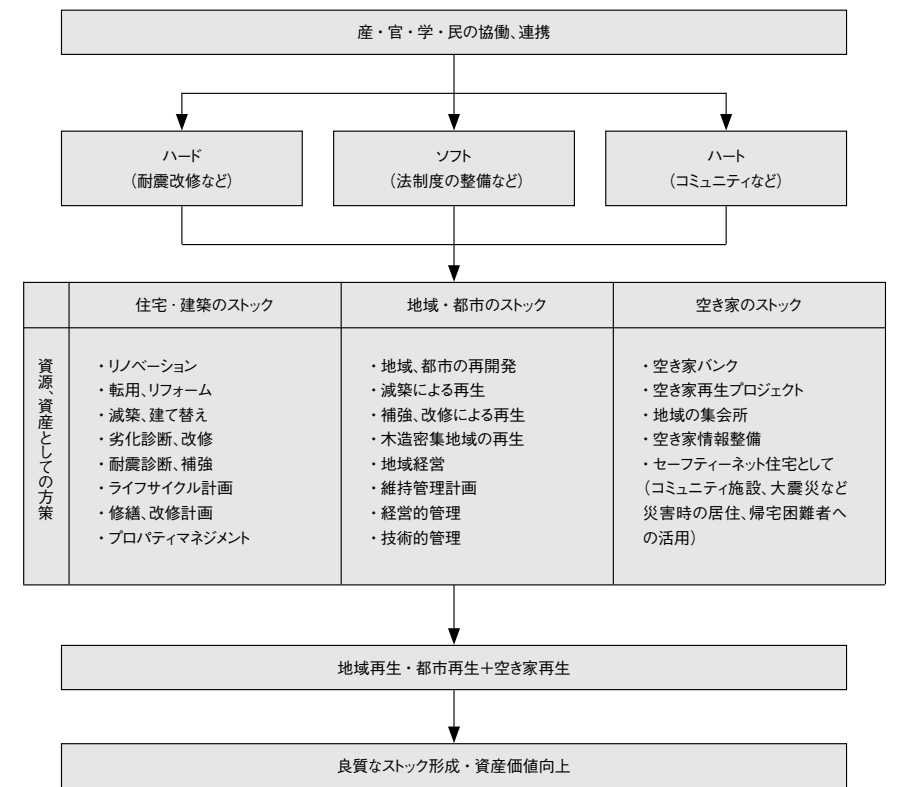 産・官・学・民の協働、連携
ハード
（耐震改修など）
ソフト
（法制度の整備など）
ハート
（コミュニティなど）
住宅・建築のストック
地域・都市のストック
空き家のストック
資源、資産としての方策
・リノベーション
・転用、リフォーム
・減築、建て替え
・劣化診断、改修
・耐震診断、補強
・ライフサイクル計画
・修繕、改修計画
・プロパティマネジメント
・地域、都市の再開発
・減築による再生
・補強、改修による再生
・木造密集地域の再生
・地域経営
・維持管理計画
・経営的管理
・技術的管理
・空き家バンク
・空き家再生プロジェクト
・地域の集会所
・空き家情報整備
・セーフティーネット住宅として
（コミュニティ施設、大震災など
災害時の居住、帰宅困難者へ
の活用）
地域再生・都市再生＋空き家再生
良質なストック形成・資産価値向上